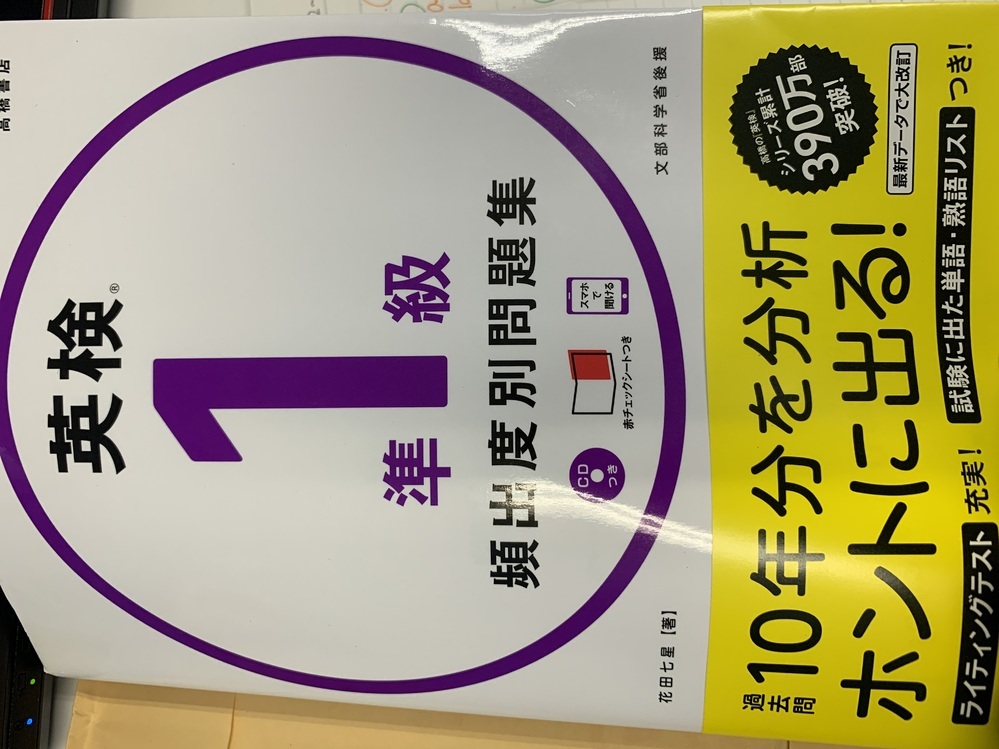 英検®
準1級
頻出度別問題集
CDつき
赤チェックシートつき
スマホで聞ける
花田七星【著】
文部科学省後援
高橋書店
高橋の「英検」
シリーズ累計
390万部
突破!
最新データで大改訂
過去問10年分を分析
ホントに出る!
ライティングテスト充実!
試験に出た単語・熟語リストつき!